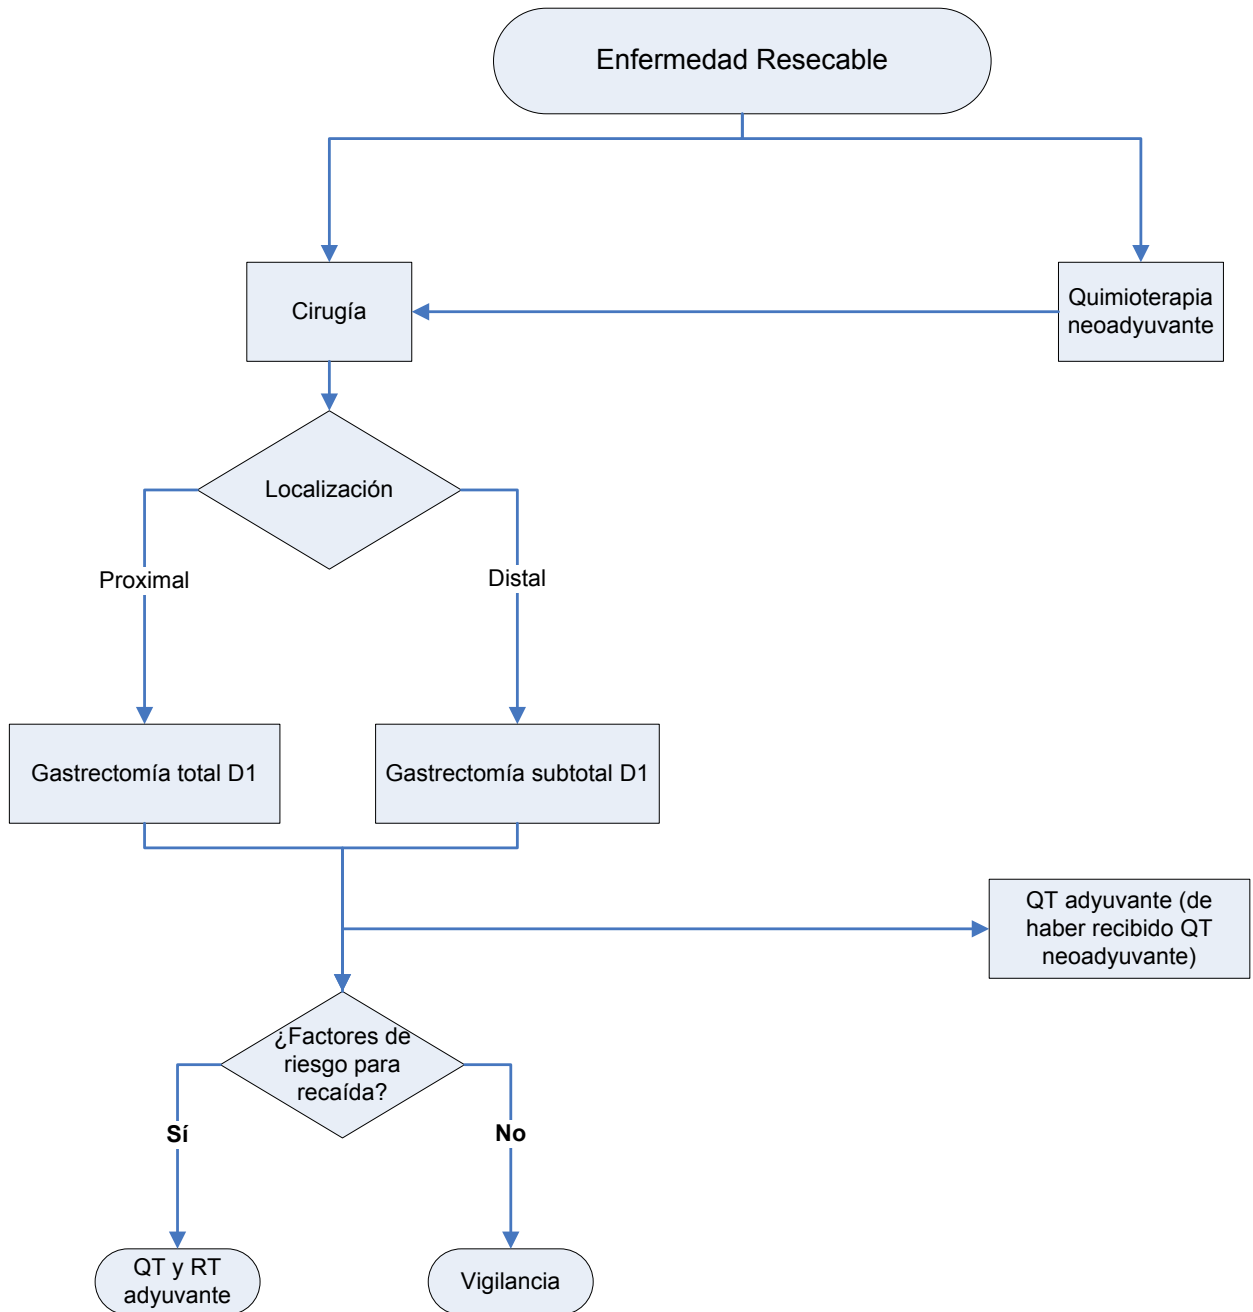 Enfermedad Resecable
Cirugía
Quimioterapia
neoadyuvante
Localización
Proximal
Distal
Gastrectomía total D1
Gastrectomía subtotal D1
QT adyuvante (de
haber recibido QT
neoadyuvante)
¿Factores de
riesgo para
recaída?
Sí
No
QT y RT
adyuvante
Vigilancia